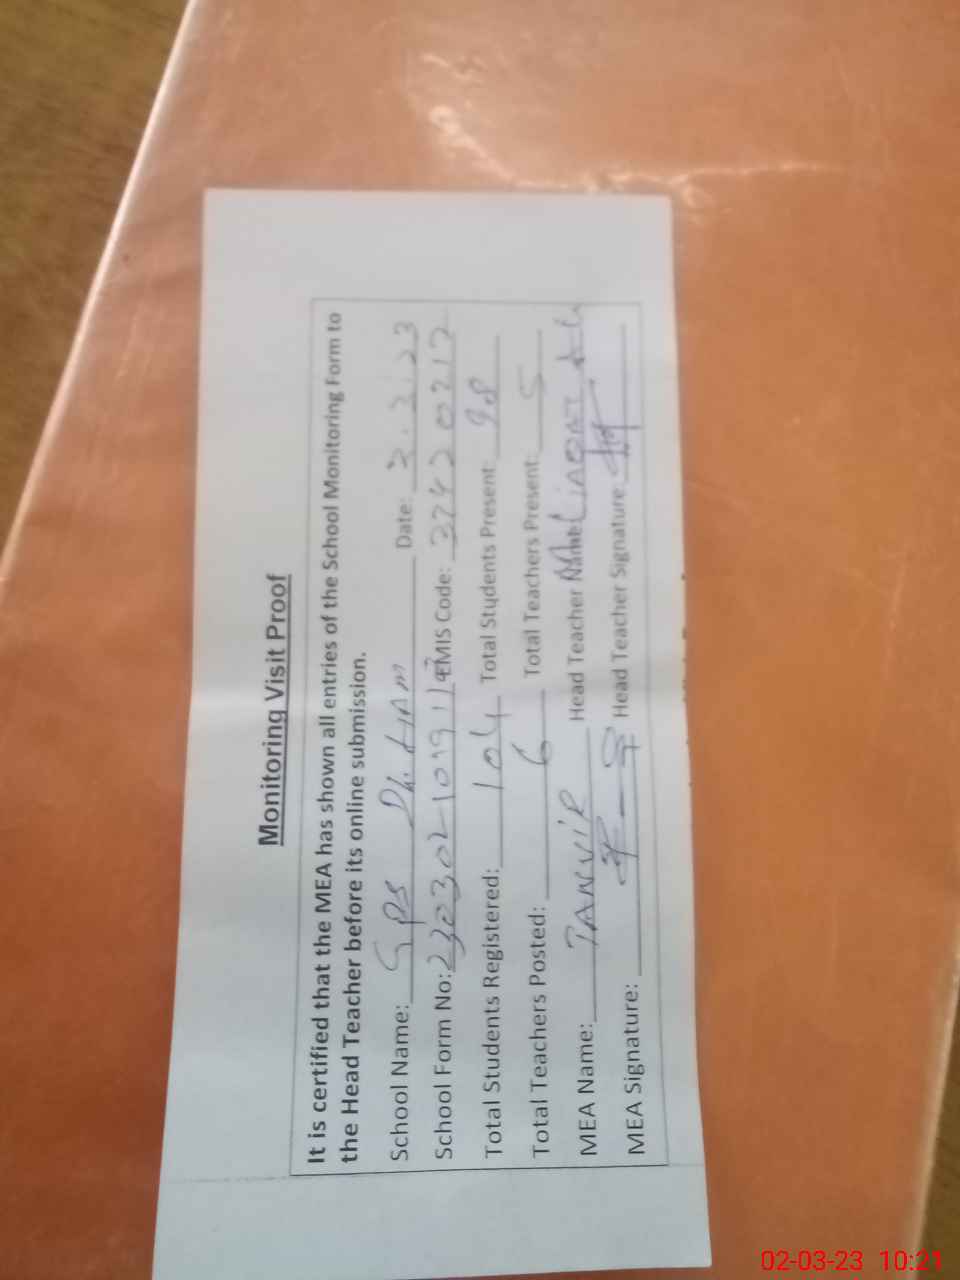 Monitoring Visit Proof
It is certified that the MEA has shown all entries of the School Monitoring Form to
the Head Teacher before its online submission.
School Name: GPS Date: 2.3.23
School Form No: EMIS Code:
Total Students Registered: 104 Total Students Present: 98
Total Teachers Posted: 6 Total Teachers Present: 5
MEA Name: TANVIR Head Teacher Name
MEA Signature: Head Teacher Signature:
02-03-23 10:21